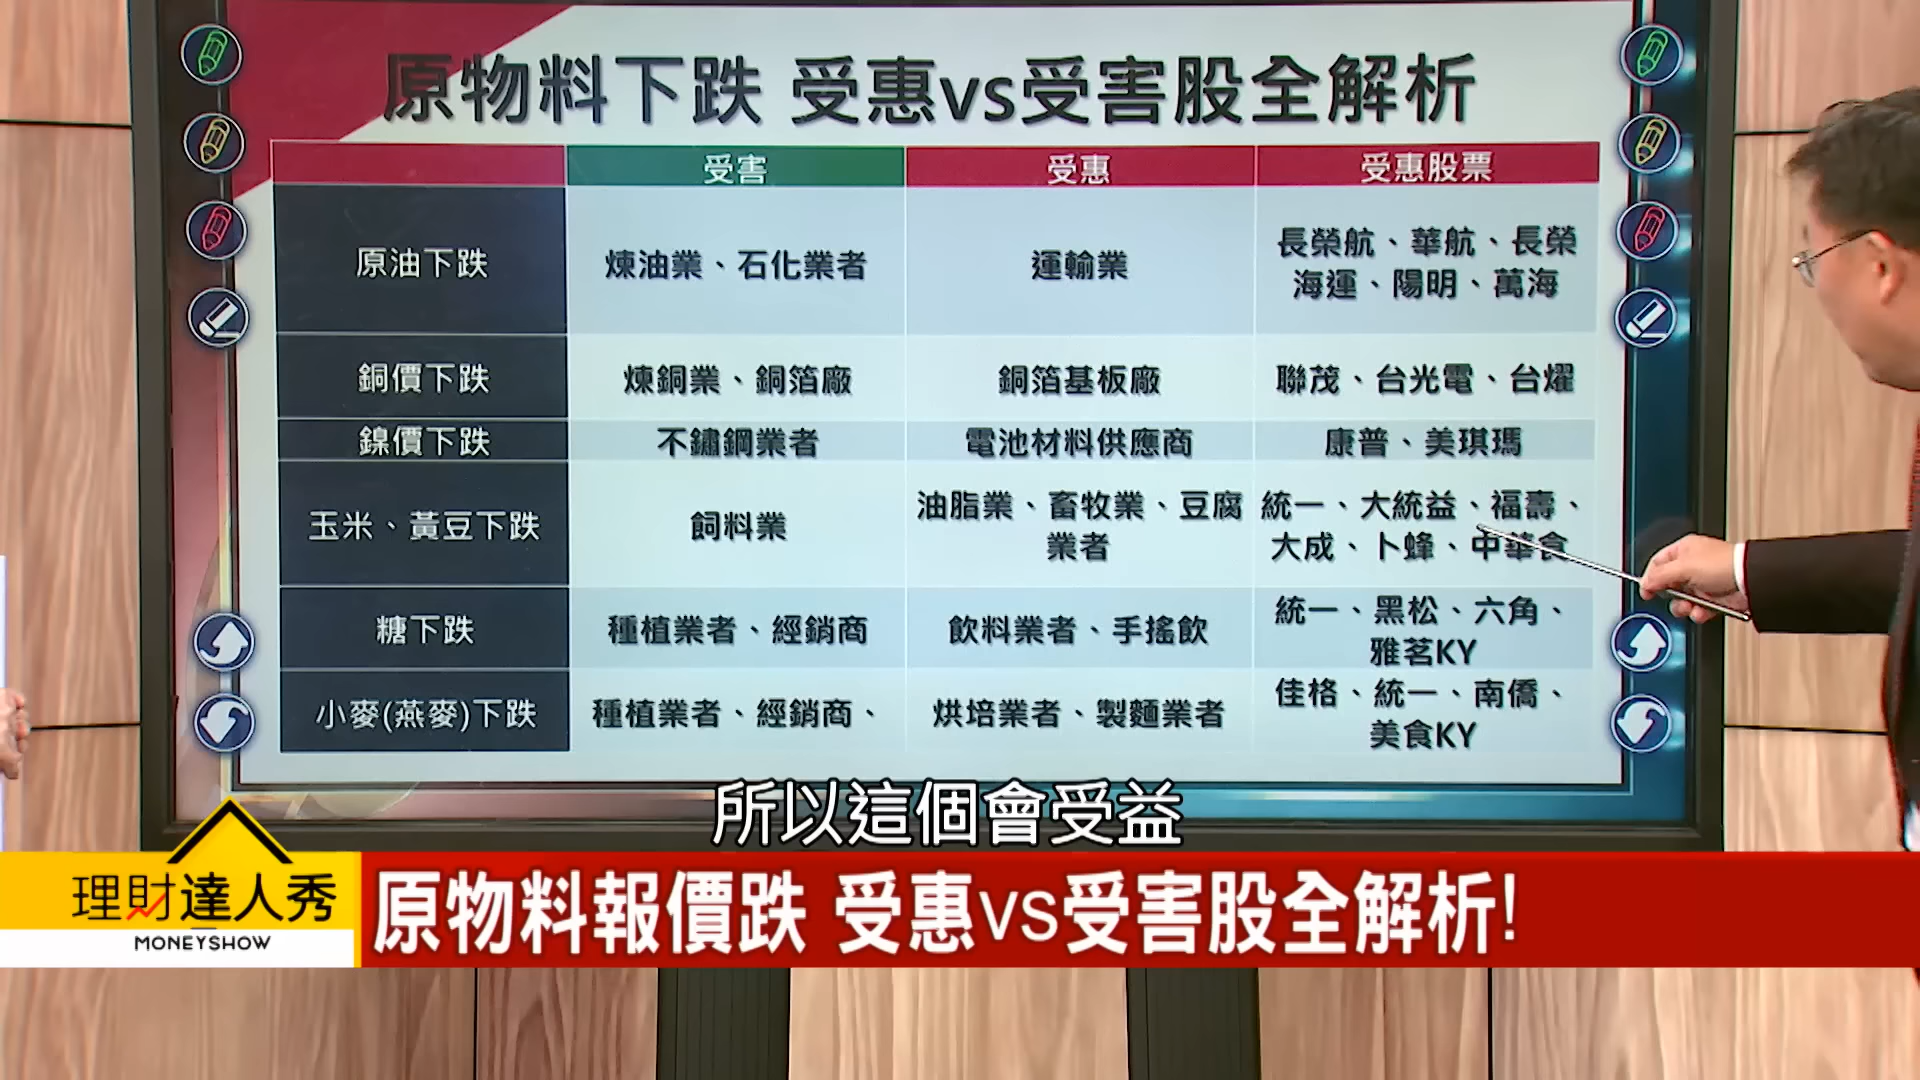 原物料下跌 受惠vs受害股全解析
受害
受惠
受惠股票
原油下跌
煉油業、石化業者
運輸業
長榮航、華航、長榮
海運、陽明、萬海
銅價下跌
煉銅業、銅箔廠
銅箔基板廠
聯茂、台光電、台燿
鎳價下跌
不鏽鋼業者
電池材料供應商
康普、美琪瑪
玉米、黃豆下跌
飼料業
油脂業、畜牧業、豆腐
業者
統一、大統益、福壽、
大成、卜蜂、中華食
糖下跌
種植業者、經銷商
飲料業者、手搖飲
統一、黑松、六角、
雅茗KY
小麥(燕麥)下跌
種植業者、經銷商、
烘培業者、製麵業者
佳格、統一、南僑、
美食KY
所以這個會受益
理財達人秀
MONEYSHOW
原物料報價跌 受惠vs受害股全解析!